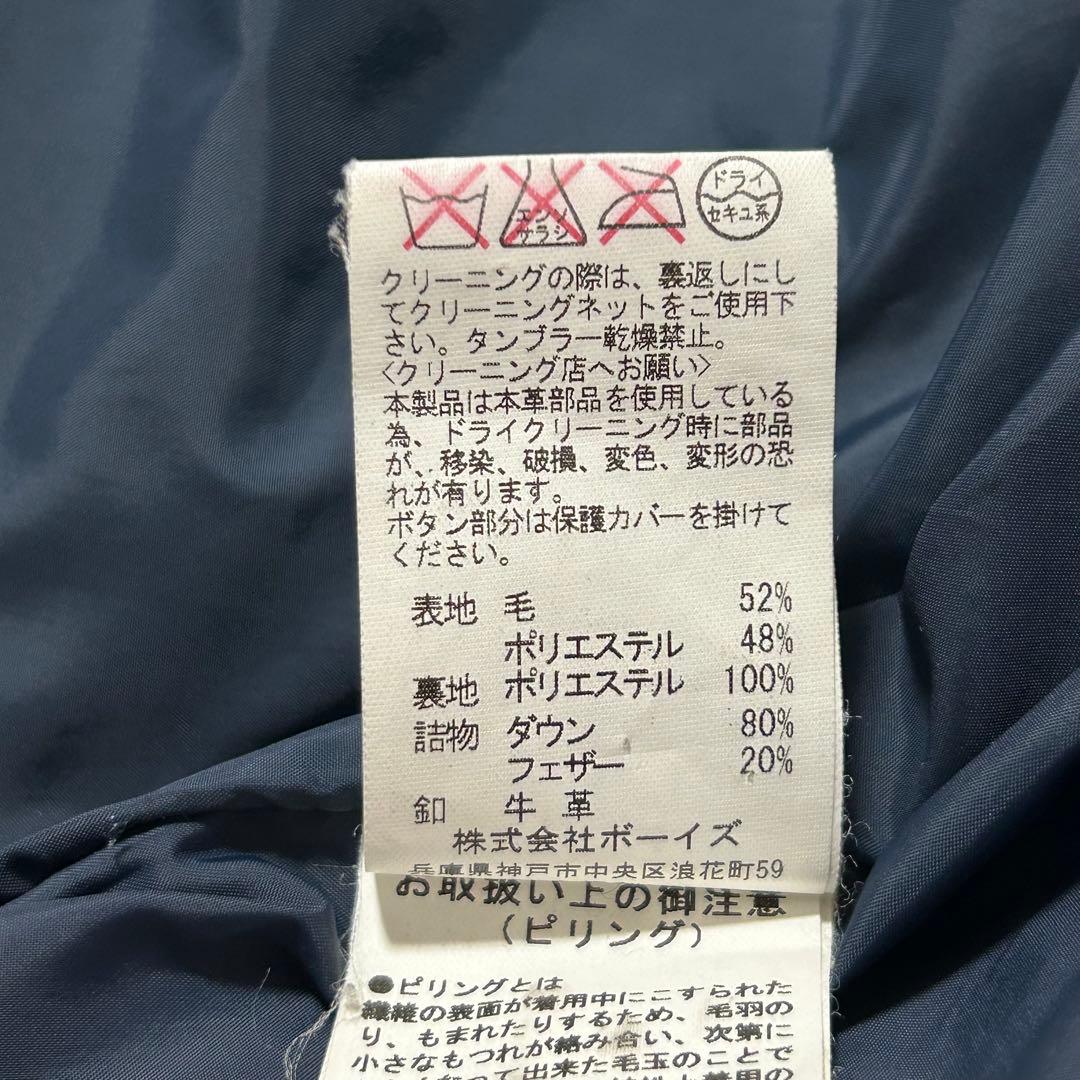 エンソ
サラシ
ドライ
セキユ系
クリーニングの際は、裏返しにし
てクリーニングネットをご使用下
さい。タンブラー乾燥禁止。
〈クリーニング店へお願い〉
本製品は本革部品を使用している
為、ドライクリーニング時に部品
が、移染、破損、変色、変形の恐
れが有ります。
ボタン部分は保護カバーを掛けて
ください。
表地 毛 52%
ポリエステル 48%
裏地 ポリエステル 100%
詰物 ダウン 80%
フェザー 20%
釦 牛革
株式会社ボーイズ
兵庫県神戸市中央区浪花町59
お取扱い上の御注意
(ピリング)
●ピリングとは
繊維の表面が着用中にこすられた
り、もまれたりするため、毛羽の
小さなもつれが絡み合い、次第に
出来た毛玉のことで